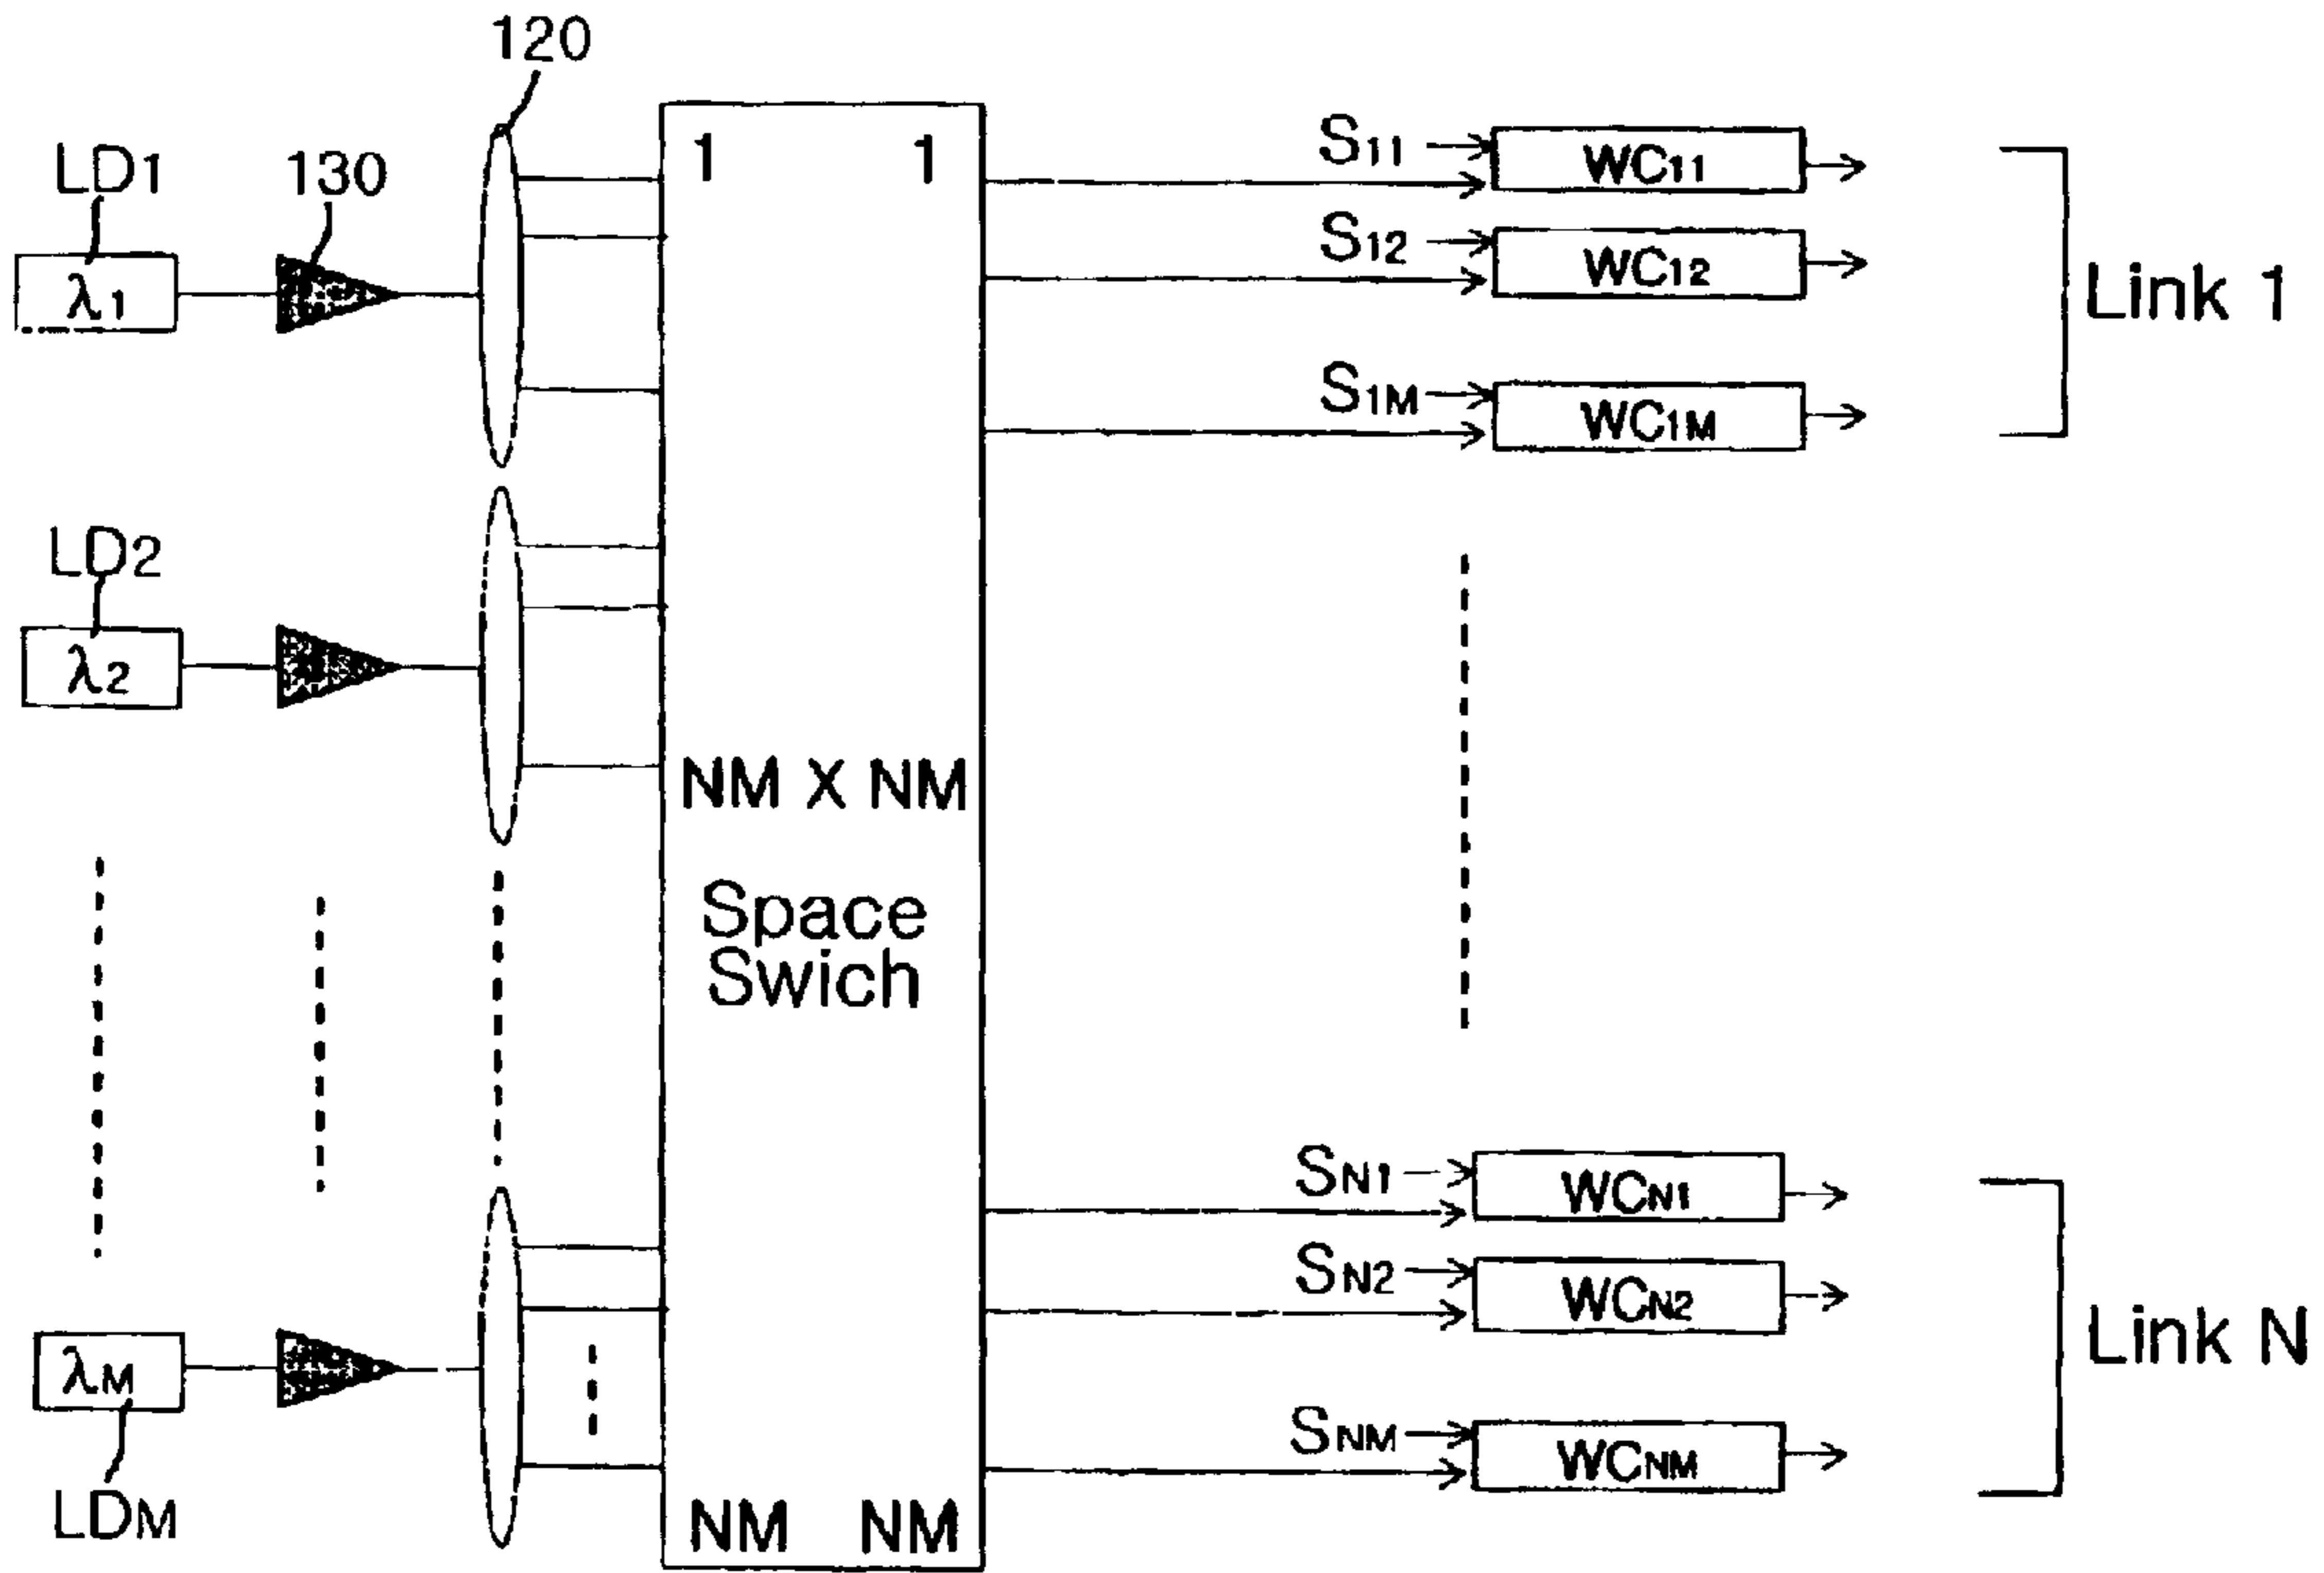 120
LD1
130
λ1
1 1
S11
WC11
S12
WC12
S1M
WC1M
Link 1
LD2
λ2
NM X NM
Space
Swich
SN1
WCN1
SN2
WCN2
SNM
WCNM
Link N
λM
LDM
NM NM